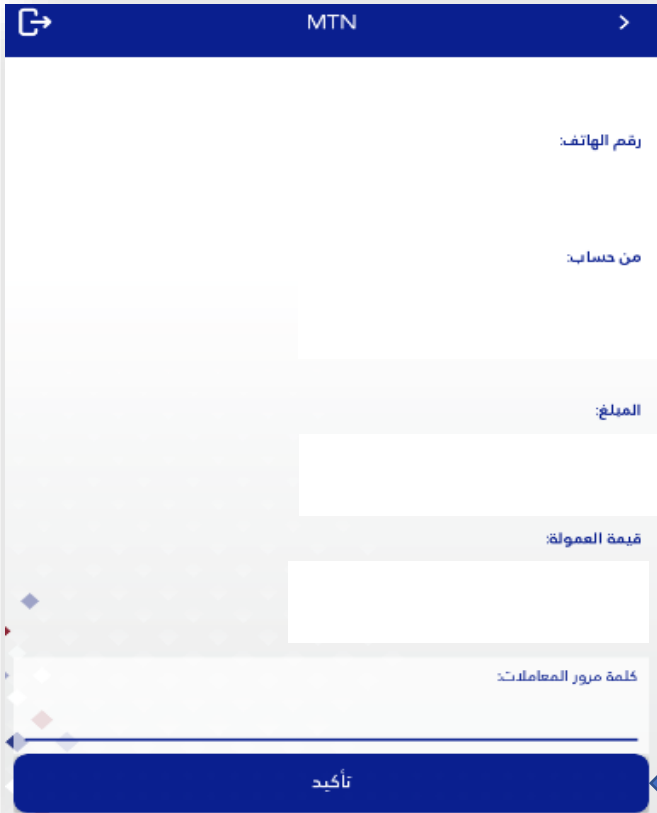 MTN
رقم الهاتف:
من حساب:
المبلغ:
قيمة العمولة:
كلمة مرور المعاملات:
تأكيد